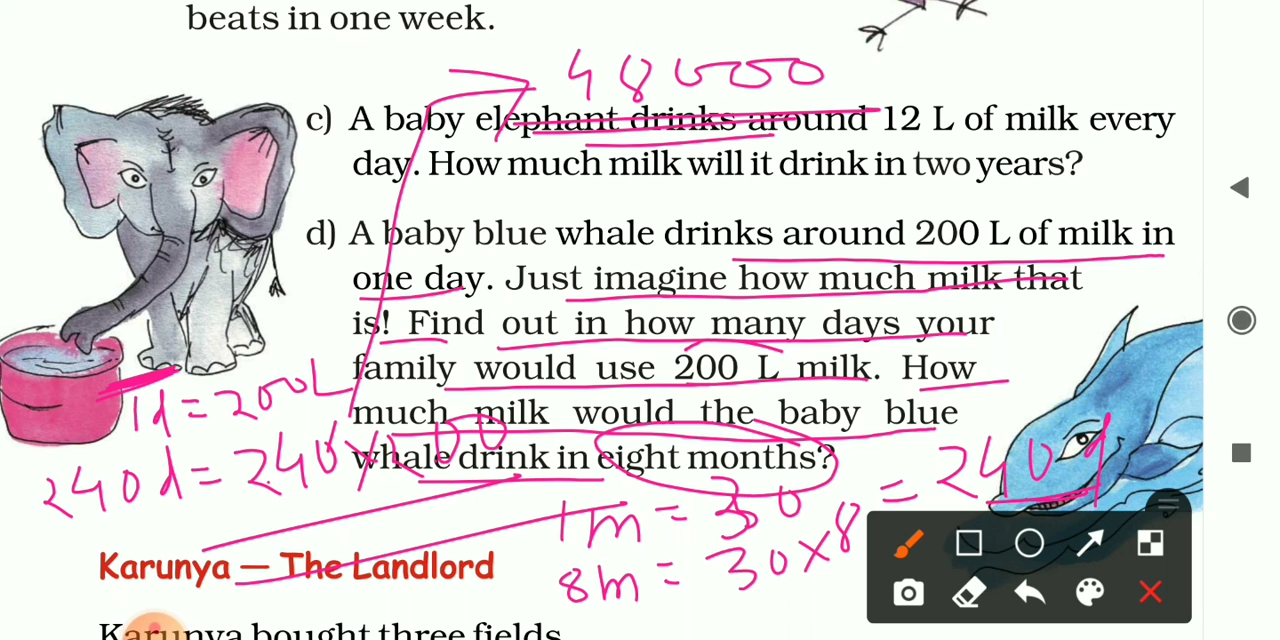 beats in one week.
48000
c) A baby elephant drinks around 12 L of milk every
day. How much milk will it drink in two years?
d) A baby blue whale drinks around 200 L of milk in
one day. Just imagine how much milk that
is! Find out in how many days your
family would use 200 L milk. How
much milk would the baby blue
whale drink in eight months?
1d = 200L
240d = 240 × 200
1m = 30
8m = 30 × 8 = 240d
Karunya — The Landlord
Karunya bought three fields